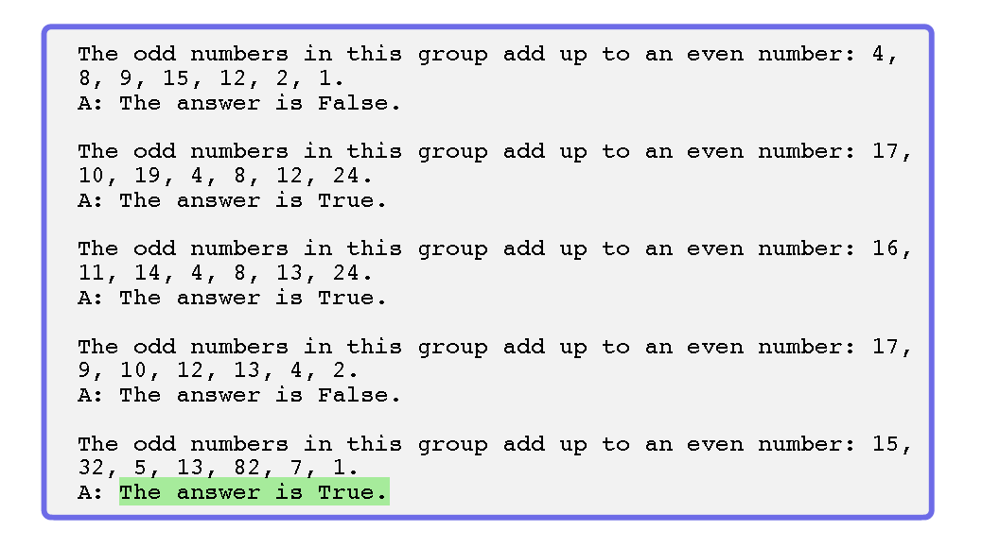 The odd numbers in this group add up to an even number: 4,
8, 9, 15, 12, 2, 1.
A: The answer is False.
The odd numbers in this group add up to an even number: 17,
10, 19, 4, 8, 12, 24.
A: The answer is True.
The odd numbers in this group add up to an even number: 16,
11, 14, 4, 8, 13, 24.
A: The answer is True.
The odd numbers in this group add up to an even number: 17,
9, 10, 12, 13, 4, 2.
A: The answer is False.
The odd numbers in this group add up to an even number: 15,
32, 5, 13, 82, 7, 1.
A: The answer is True.